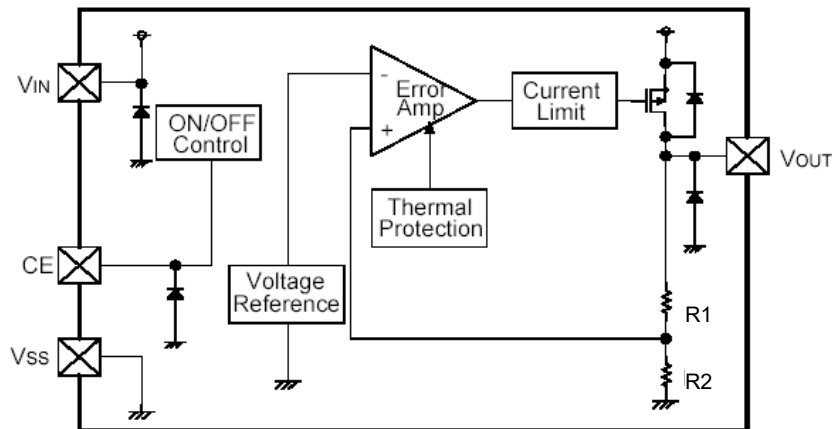 VIN
ON/OFF
Control
-
+
Error
Amp
Current
Limit
VOUT
Thermal
Protection
CE
Voltage
Reference
R1
VSS
R2